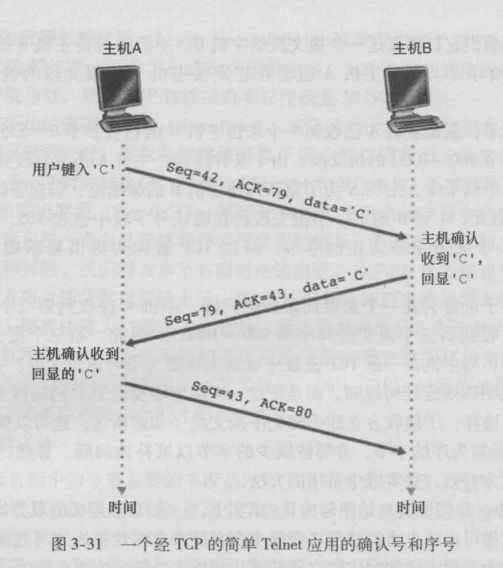 主机A
主机B
用户键入'C'
Seq=42, ACK=79, data='C'
主机确认
收到'C',
回显'C'
Seq=79, ACK=43, data='C'
主机确认收到
回显的'C'
Seq=43, ACK=80
时间
时间
图 3-31 一个经 TCP 的简单 Telnet 应用的确认号和序号